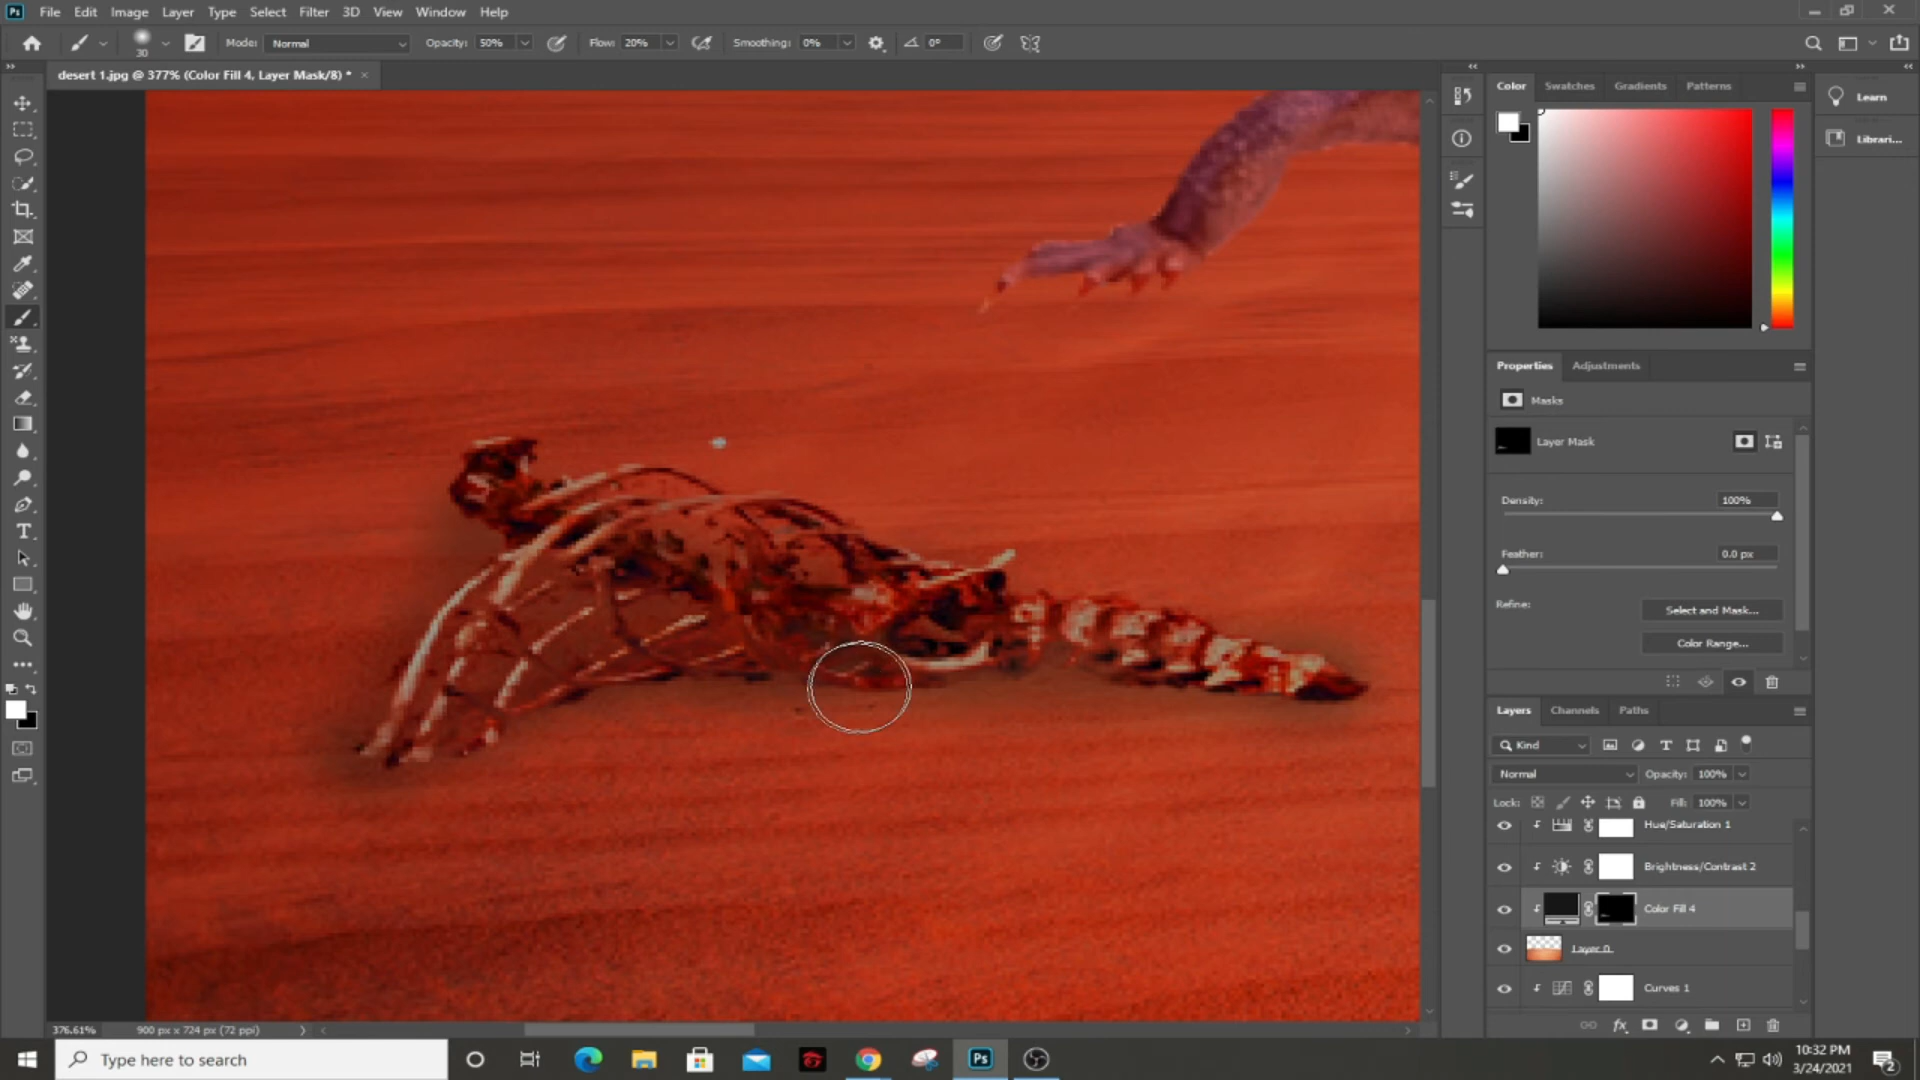 Ps File Edit Image Layer Type Select Filter 3D View Window Help
30 Mode: Normal Opacity: 50% Flow: 20% Smoothing: 0% 0°
desert 1.jpg @ 377% (Color Fill 4, Layer Mask/8) * ×
Color Swatches Gradients Patterns
Learn
Librari...
Properties Adjustments
Masks
Layer Mask
Density: 100%
Feather: 0.0 px
Refine: Select and Mask...
Color Range...
Layers Channels Paths
Kind
Normal Opacity: 100%
Lock: Fill: 100%
Hue/Saturation 1
Brightness/Contrast 2
Color Fill 4
Layer 0
Curves 1
376.61% 900 px x 724 px (72 ppi)
Type here to search
Ps
10:32 PM
3/24/2021
2